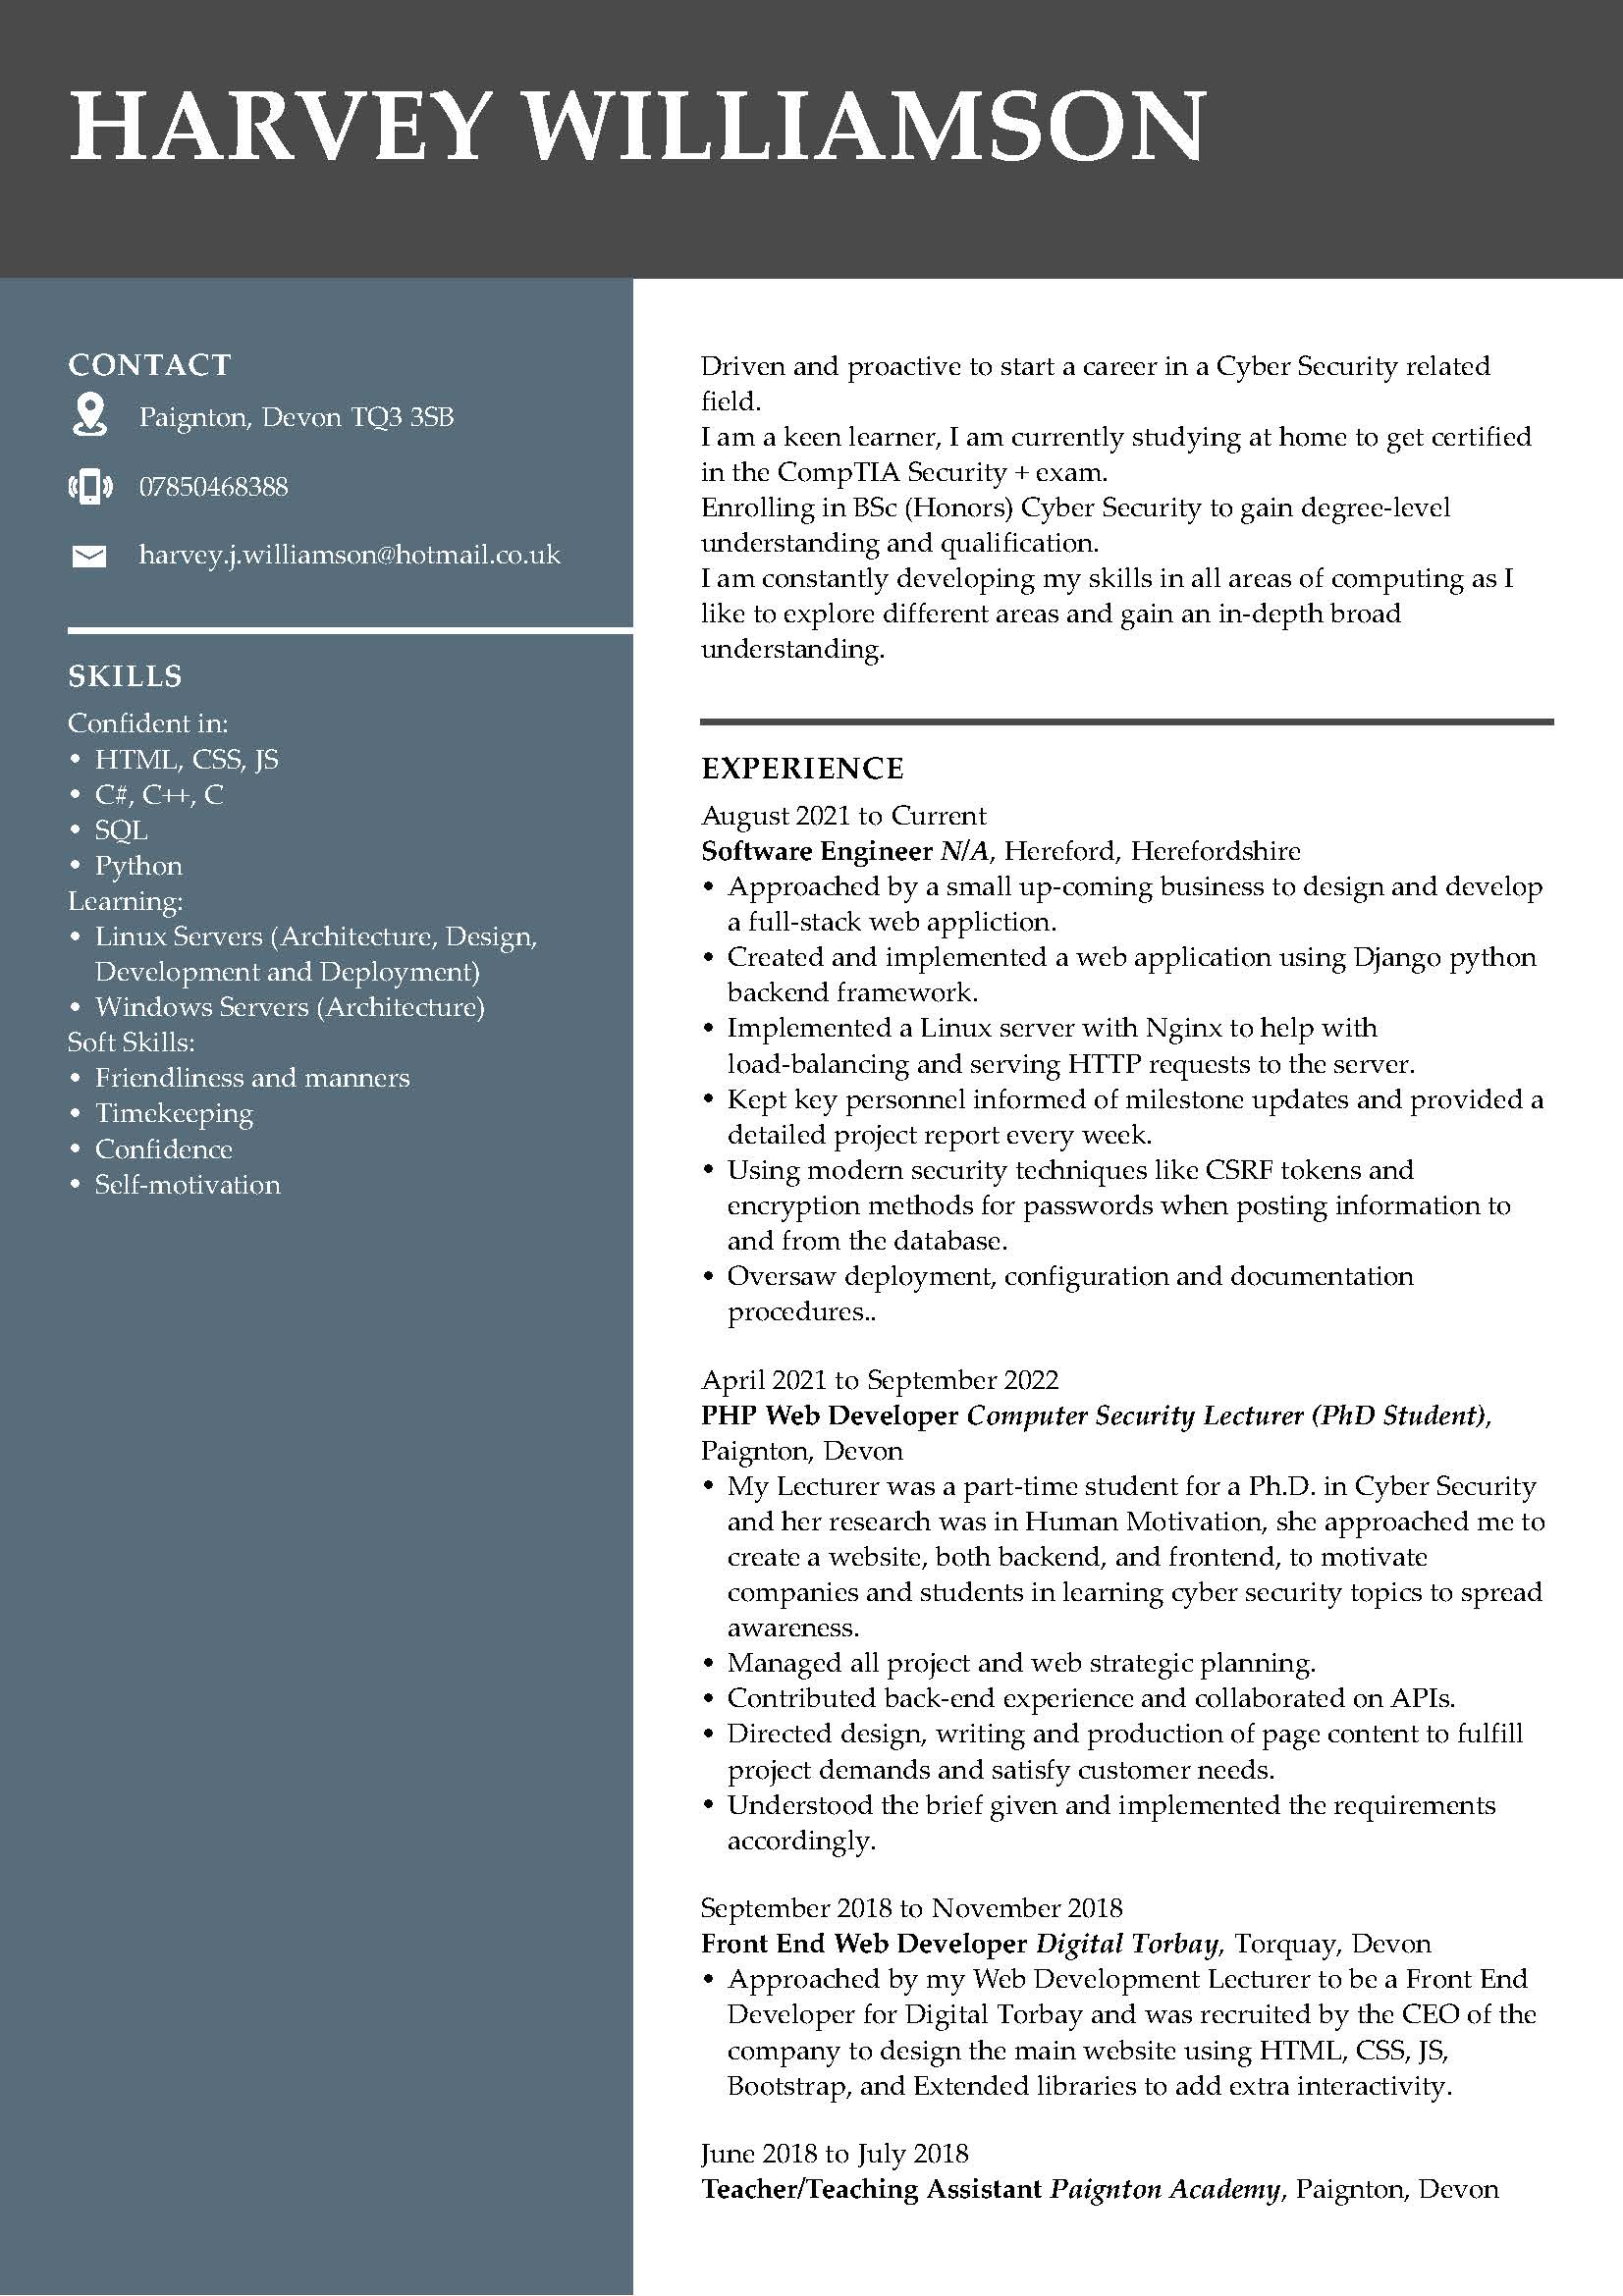 HARVEY WILLIAMSON
CONTACT
Paignton, Devon TQ3 3SB
07850468388
harvey.j.williamson@hotmail.co.uk
SKILLS
Confident in:
• HTML, CSS, JS
• C#, C++, C
• SQL
• Python
Learning:
• Linux Servers (Architecture, Design,
Development and Deployment)
• Windows Servers (Architecture)
Soft Skills:
• Friendliness and manners
• Timekeeping
• Confidence
• Self-motivation
Driven and proactive to start a career in a Cyber Security related
field.
I am a keen learner, I am currently studying at home to get certified
in the CompTIA Security + exam.
Enrolling in BSc (Honors) Cyber Security to gain degree-level
understanding and qualification.
I am constantly developing my skills in all areas of computing as I
like to explore different areas and gain an in-depth broad
understanding.
EXPERIENCE
August 2021 to Current
Software Engineer N/A, Hereford, Herefordshire
• Approached by a small up-coming business to design and develop
a full-stack web appliction.
• Created and implemented a web application using Django python
backend framework.
• Implemented a Linux server with Nginx to help with
load-balancing and serving HTTP requests to the server.
• Kept key personnel informed of milestone updates and provided a
detailed project report every week.
• Using modern security techniques like CSRF tokens and
encryption methods for passwords when posting information to
and from the database.
• Oversaw deployment, configuration and documentation
procedures..
April 2021 to September 2022
PHP Web Developer Computer Security Lecturer (PhD Student),
Paignton, Devon
• My Lecturer was a part-time student for a Ph.D. in Cyber Security
and her research was in Human Motivation, she approached me to
create a website, both backend, and frontend, to motivate
companies and students in learning cyber security topics to spread
awareness.
• Managed all project and web strategic planning.
• Contributed back-end experience and collaborated on APIs.
• Directed design, writing and production of page content to fulfill
project demands and satisfy customer needs.
• Understood the brief given and implemented the requirements
accordingly.
September 2018 to November 2018
Front End Web Developer Digital Torbay, Torquay, Devon
• Approached by my Web Development Lecturer to be a Front End
Developer for Digital Torbay and was recruited by the CEO of the
company to design the main website using HTML, CSS, JS,
Bootstrap, and Extended libraries to add extra interactivity.
June 2018 to July 2018
Teacher/Teaching Assistant Paignton Academy, Paignton, Devon